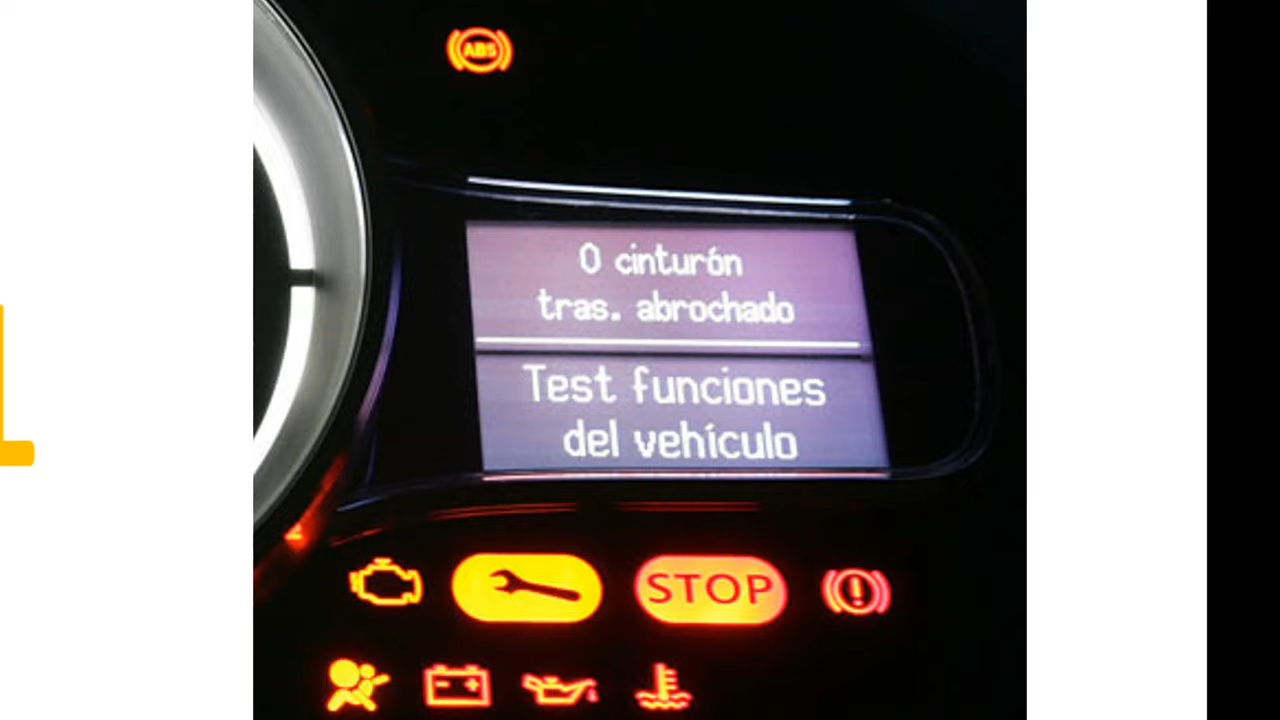 ABS
0 cinturón
tras. abrochado
Test funciones
del vehículo
STOP